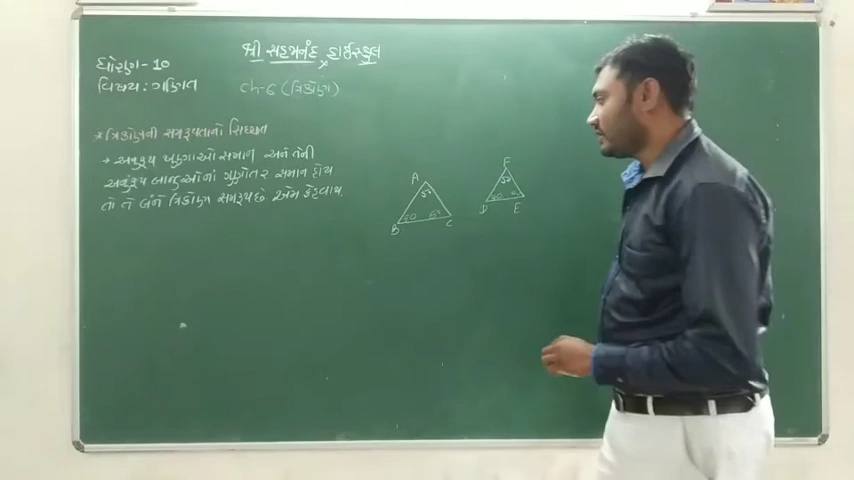 શ્રી સહજાનંદ હાઈસ્કૂલ
ધોરણ-10
વિષય : ગણિત
ch-6 (ત્રિકોણ)
* ત્રિકોણની સમરૂપતાનો સિધ્ધાંત
→ અનુરૂપ ખુણાઓ સમાન અને તેની
અનુરૂપ બાજુઓનાં ગુણોત્તર સમાન હોય
તો તે બંને ત્રિકોણ સમરૂપ છે. એમ કહેવાય.
A
B
C
F
D
E